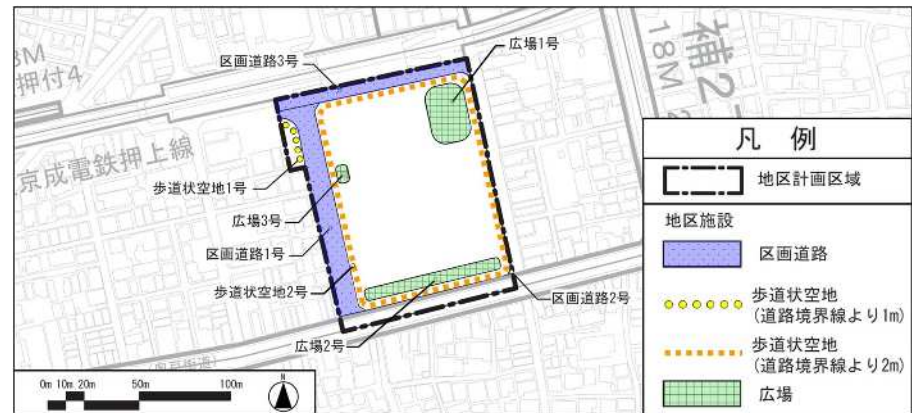 3M
押付4
京成電鉄押上線
補2
18M
区画道路3号
広場1号
歩道状空地1号
広場3号
区画道路1号
歩道状空地2号
区画道路2号
広場2号
0m 10m 20m 50m 100m
N
凡 例
地区計画区域
地区施設
区画道路
歩道状空地
(道路境界線より1m)
歩道状空地
(道路境界線より2m)
広場